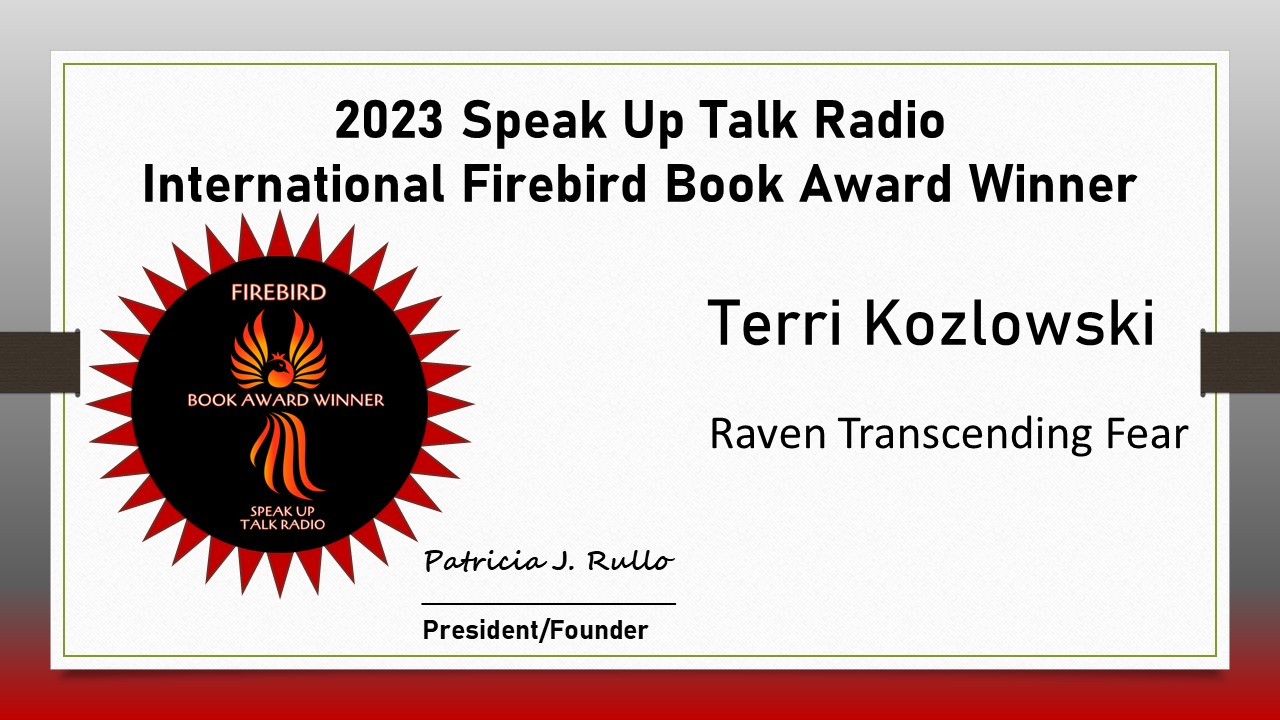 2023 Speak Up Talk Radio
International Firebird Book Award Winner
FIREBIRD
BOOK AWARD WINNER
SPEAK UP
TALK RADIO
Terri Kozlowski
Raven Transcending Fear
Patricia J. Rullo
President/Founder